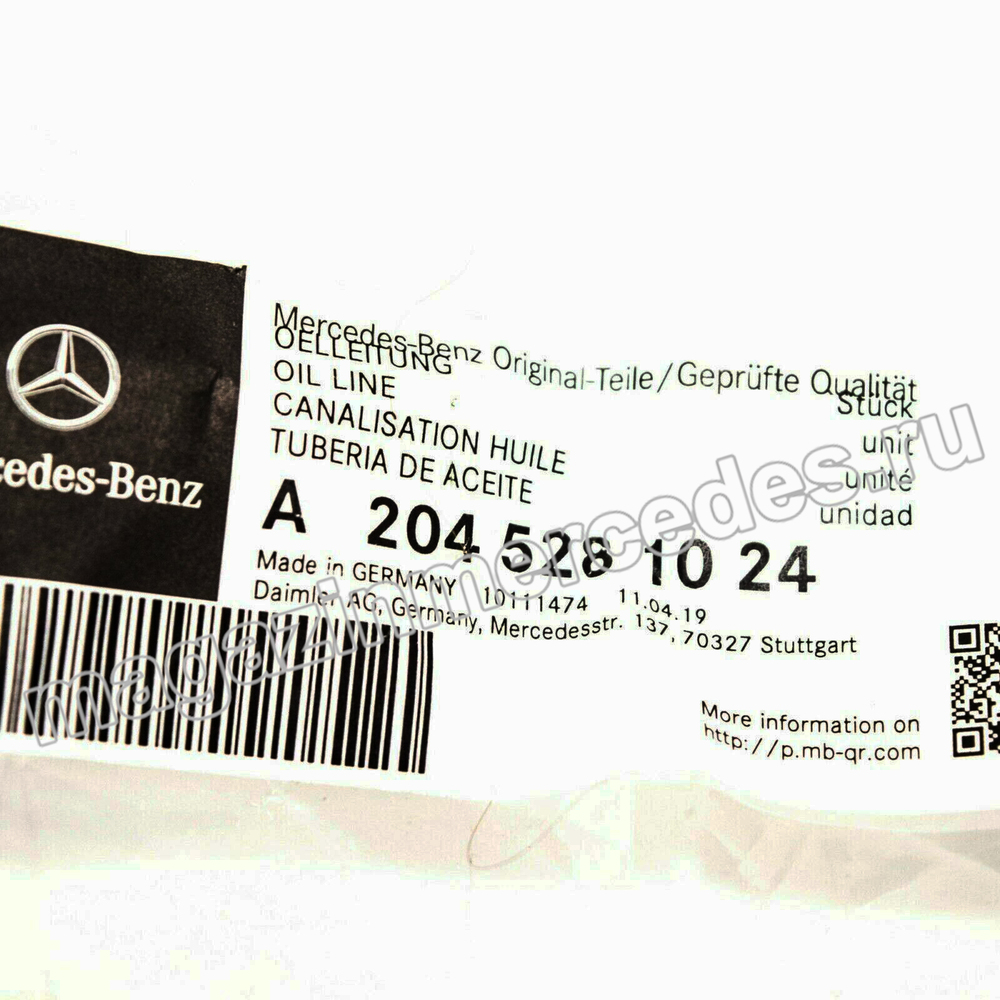 Mercedes-Benz Original-Teile/Geprüfte Qualität
OELLEITUNG
Stück
OIL LINE
unit
CANALISATION HUILE
unité
TUBERIA DE ACEITE
unidad
A 204 528 10 24
Made in GERMANY 10111474 11.04.19
Daimler AG, Germany, Mercedesstr. 137, 70327 Stuttgart
cedes-Benz
More information on
http://p.mb-qr.com
magazinmercedes.ru